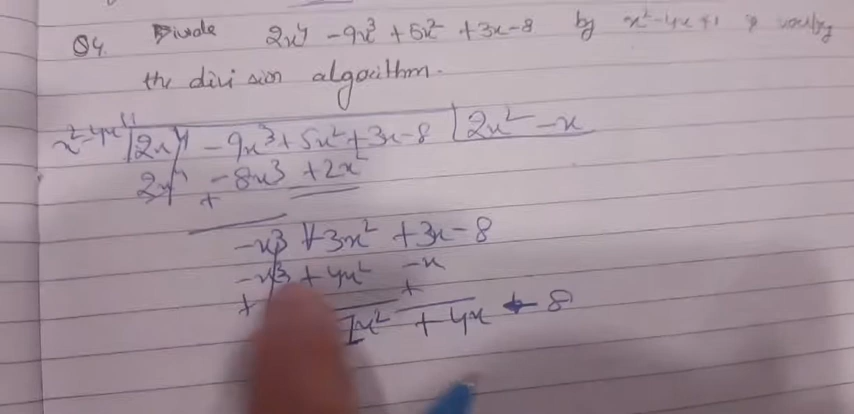 Q4. Divide 2x⁴ - 9x³ + 5x² + 3x - 8 by x² - 4x + 1 &
the division algorithm.
x² - 4x + 1 | 2x⁴ - 9x³ + 5x² + 3x - 8 | 2x² - x
2x⁴ - 8x³ + 2x²
+
-x³ + 3x² + 3x - 8
-x³ + 4x² - x
+ +
x² + 4x - 8